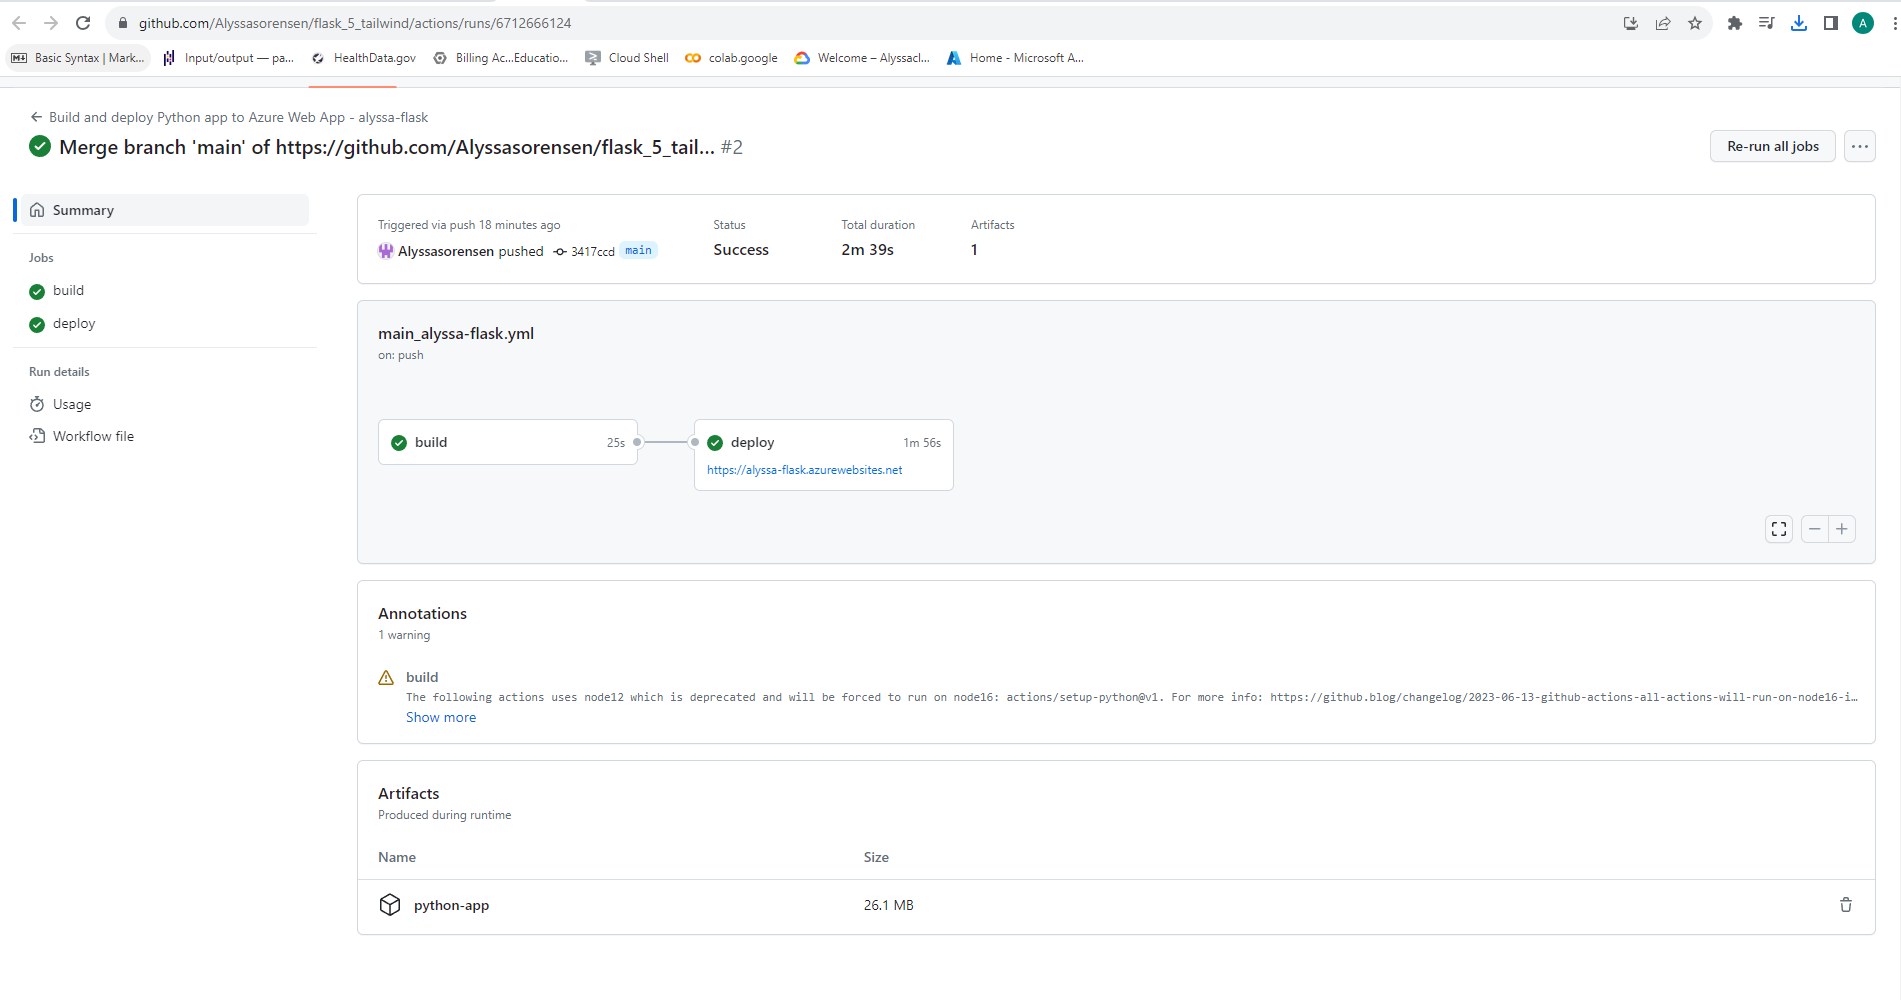 github.com/Alyssasorensen/flask_5_tailwind/actions/runs/6712666124
A
Basic Syntax | Mark...
Input/output — pa...
HealthData.gov
Billing Ac...Educatio...
Cloud Shell
colab.google
Welcome – Alyssacl...
Home - Microsoft A...
Build and deploy Python app to Azure Web App - alyssa-flask
Merge branch 'main' of https://github.com/Alyssasorensen/flask_5_tail... #2
Re-run all jobs
Summary
Jobs
build
deploy
Run details
Usage
Workflow file
Triggered via push 18 minutes ago
Alyssasorensen pushed 3417ccd main
Status
Success
Total duration
2m 39s
Artifacts
1
main_alyssa-flask.yml
on: push
build 25s
deploy 1m 56s
https://alyssa-flask.azurewebsites.net
Annotations
1 warning
build
The following actions uses node12 which is deprecated and will be forced to run on node16: actions/setup-python@v1. For more info: https://github.blog/changelog/2023-06-13-github-actions-all-actions-will-run-on-node16-i…
Show more
Artifacts
Produced during runtime
Name Size
python-app 26.1 MB